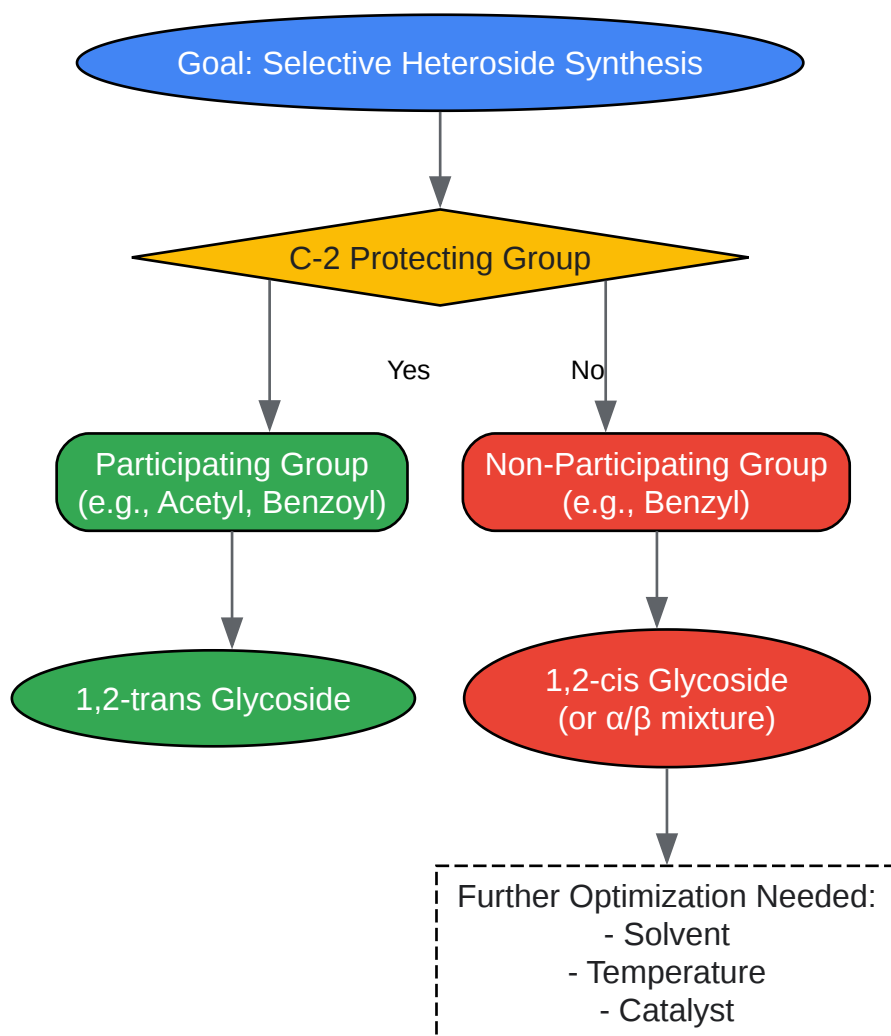 Goal: Selective Heteroside Synthesis
C-2 Protecting Group
Yes
No
Participating Group
(e.g., Acetyl, Benzoyl)
Non-Participating Group
(e.g., Benzyl)
1,2-trans Glycoside
1,2-cis Glycoside
(or α/β mixture)
Further Optimization Needed:
- Solvent
- Temperature
- Catalyst